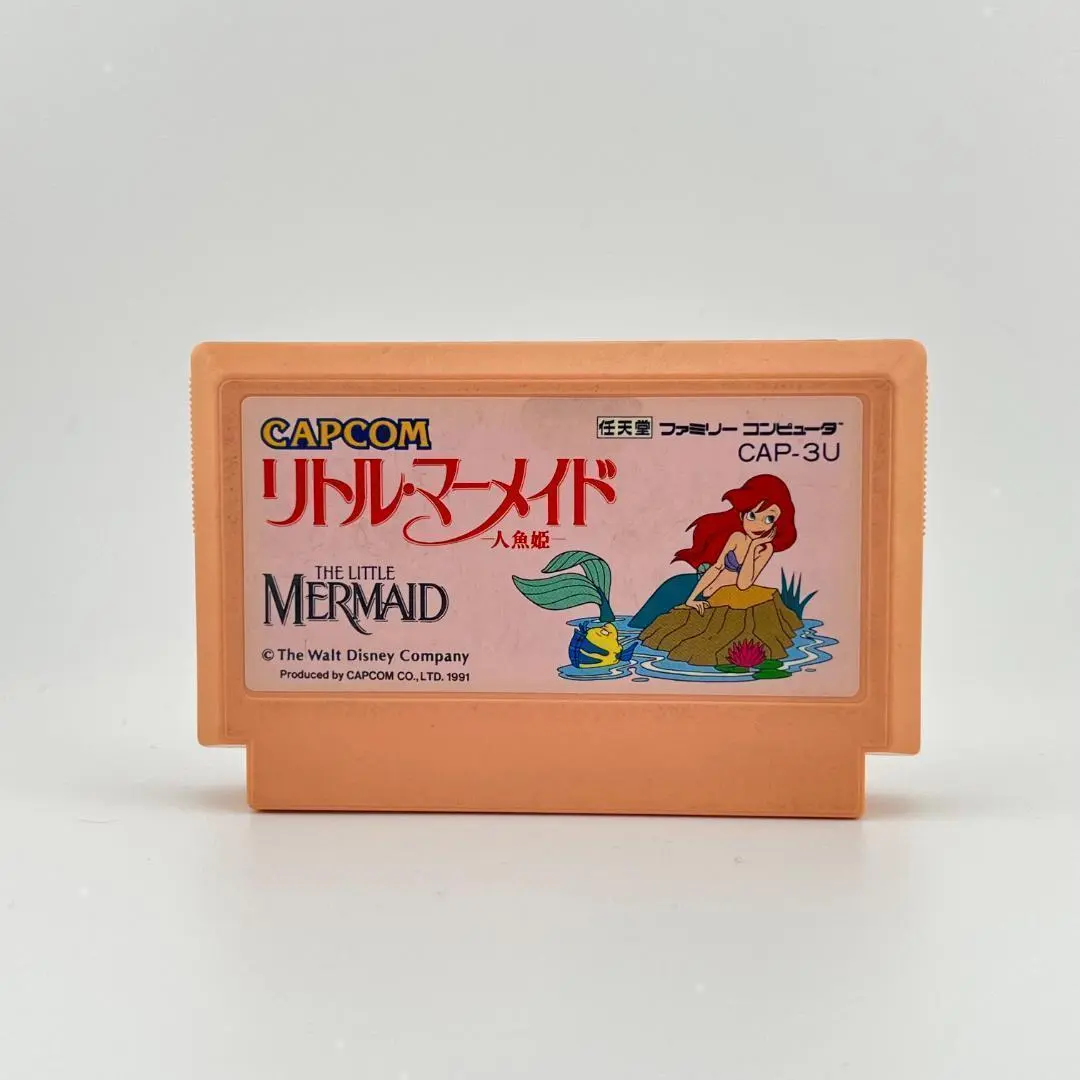 CAPCOM
任天堂 ファミリー コンピュータ™
CAP-3U
リトル・マーメイド
―人魚姫―
THE LITTLE
MERMAID
© The Walt Disney Company
Produced by CAPCOM CO., LTD. 1991